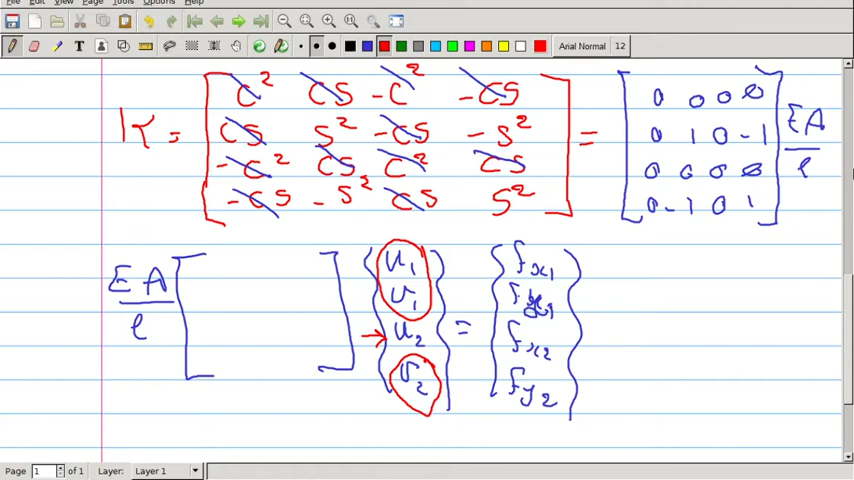 File Edit View Page Tools Options Help
Arial Normal 12
C² CS -C² -CS 0 0 0 0
K = CS S² -CS -S² = 0 1 0 -1 EA
-C² CS C² CS 0 0 0 0 l
-CS -S² CS S² 0 -1 0 1
u₁ fx₁
EA v₁
l u₂ = fx₂
v₂ fy₂
Page 1 of 1 Layer: Layer 1